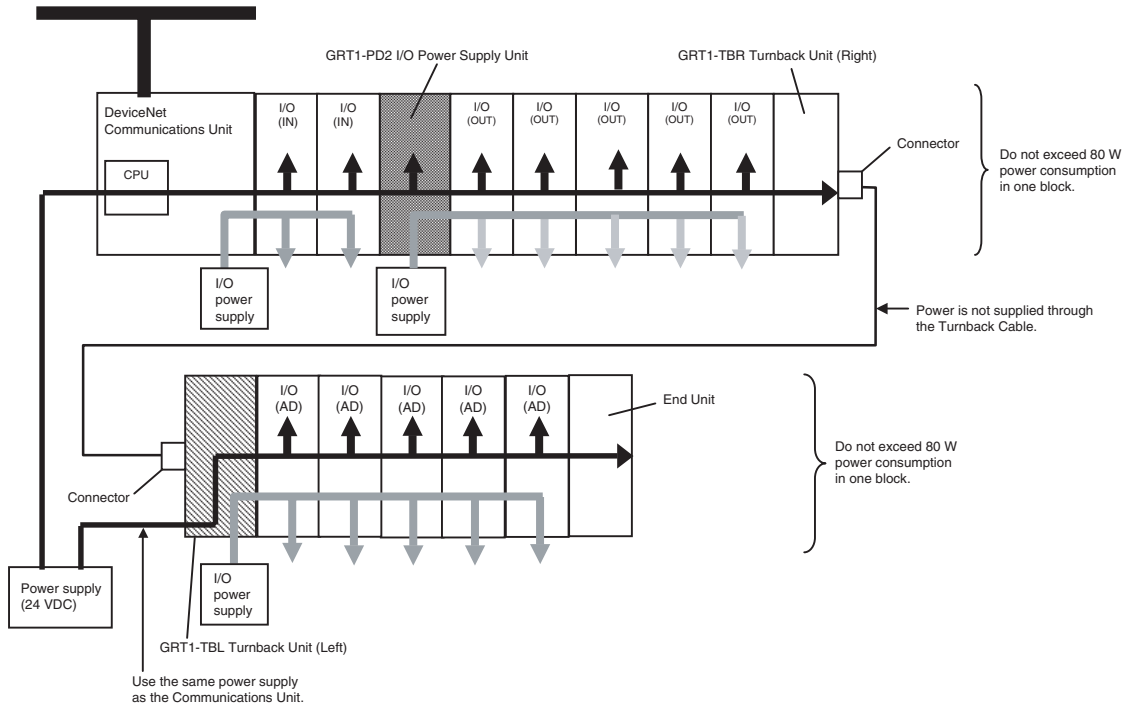 GRT1-PD2 I/O Power Supply Unit
GRT1-TBR Turnback Unit (Right)
DeviceNet
Communications Unit
CPU
I/O
(IN)
I/O
(IN)
I/O
(OUT)
I/O
(OUT)
I/O
(OUT)
I/O
(OUT)
I/O
(OUT)
Connector
Do not exceed 80 W
power consumption
in one block.
I/O
power
supply
I/O
power
supply
Power is not supplied through
the Turnback Cable.
I/O
(AD)
I/O
(AD)
I/O
(AD)
I/O
(AD)
I/O
(AD)
End Unit
Do not exceed 80 W
power consumption
in one block.
Connector
Power supply
(24 VDC)
I/O
power
supply
GRT1-TBL Turnback Unit (Left)
Use the same power supply
as the Communications Unit.